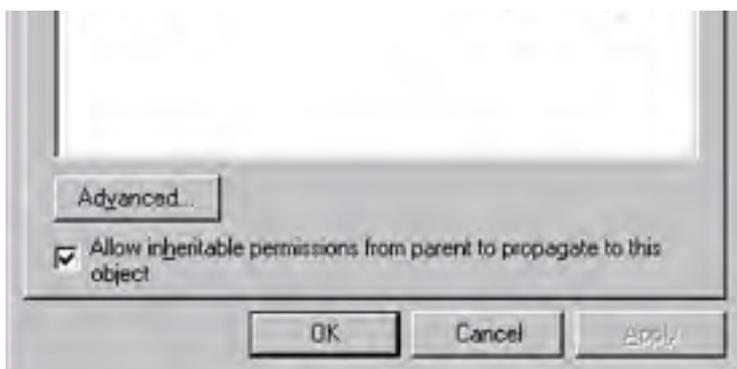 Advanced...
Allow inheritable permissions from parent to propagate to this
object
OK
Cancel
Apply